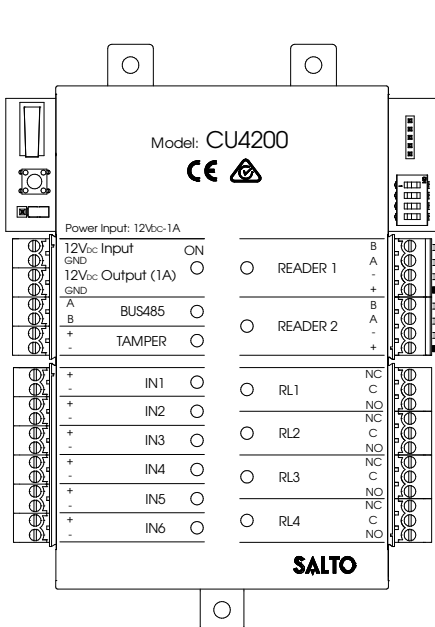 Model: CU4200
CE
Power Input: 12VDC-1A
12VDC Input ON
GND
12VDC Output (1A)
GND
A
B BUS485
+
- TAMPER
+
- IN1
+
- IN2
+
- IN3
+
- IN4
+
- IN5
+
- IN6
B
A
READER 1
-
+
B
A
READER 2
-
+
NC
RL1 C
NO
NC
RL2 C
NO
NC
RL3 C
NO
NC
RL4 C
NO
SALTO